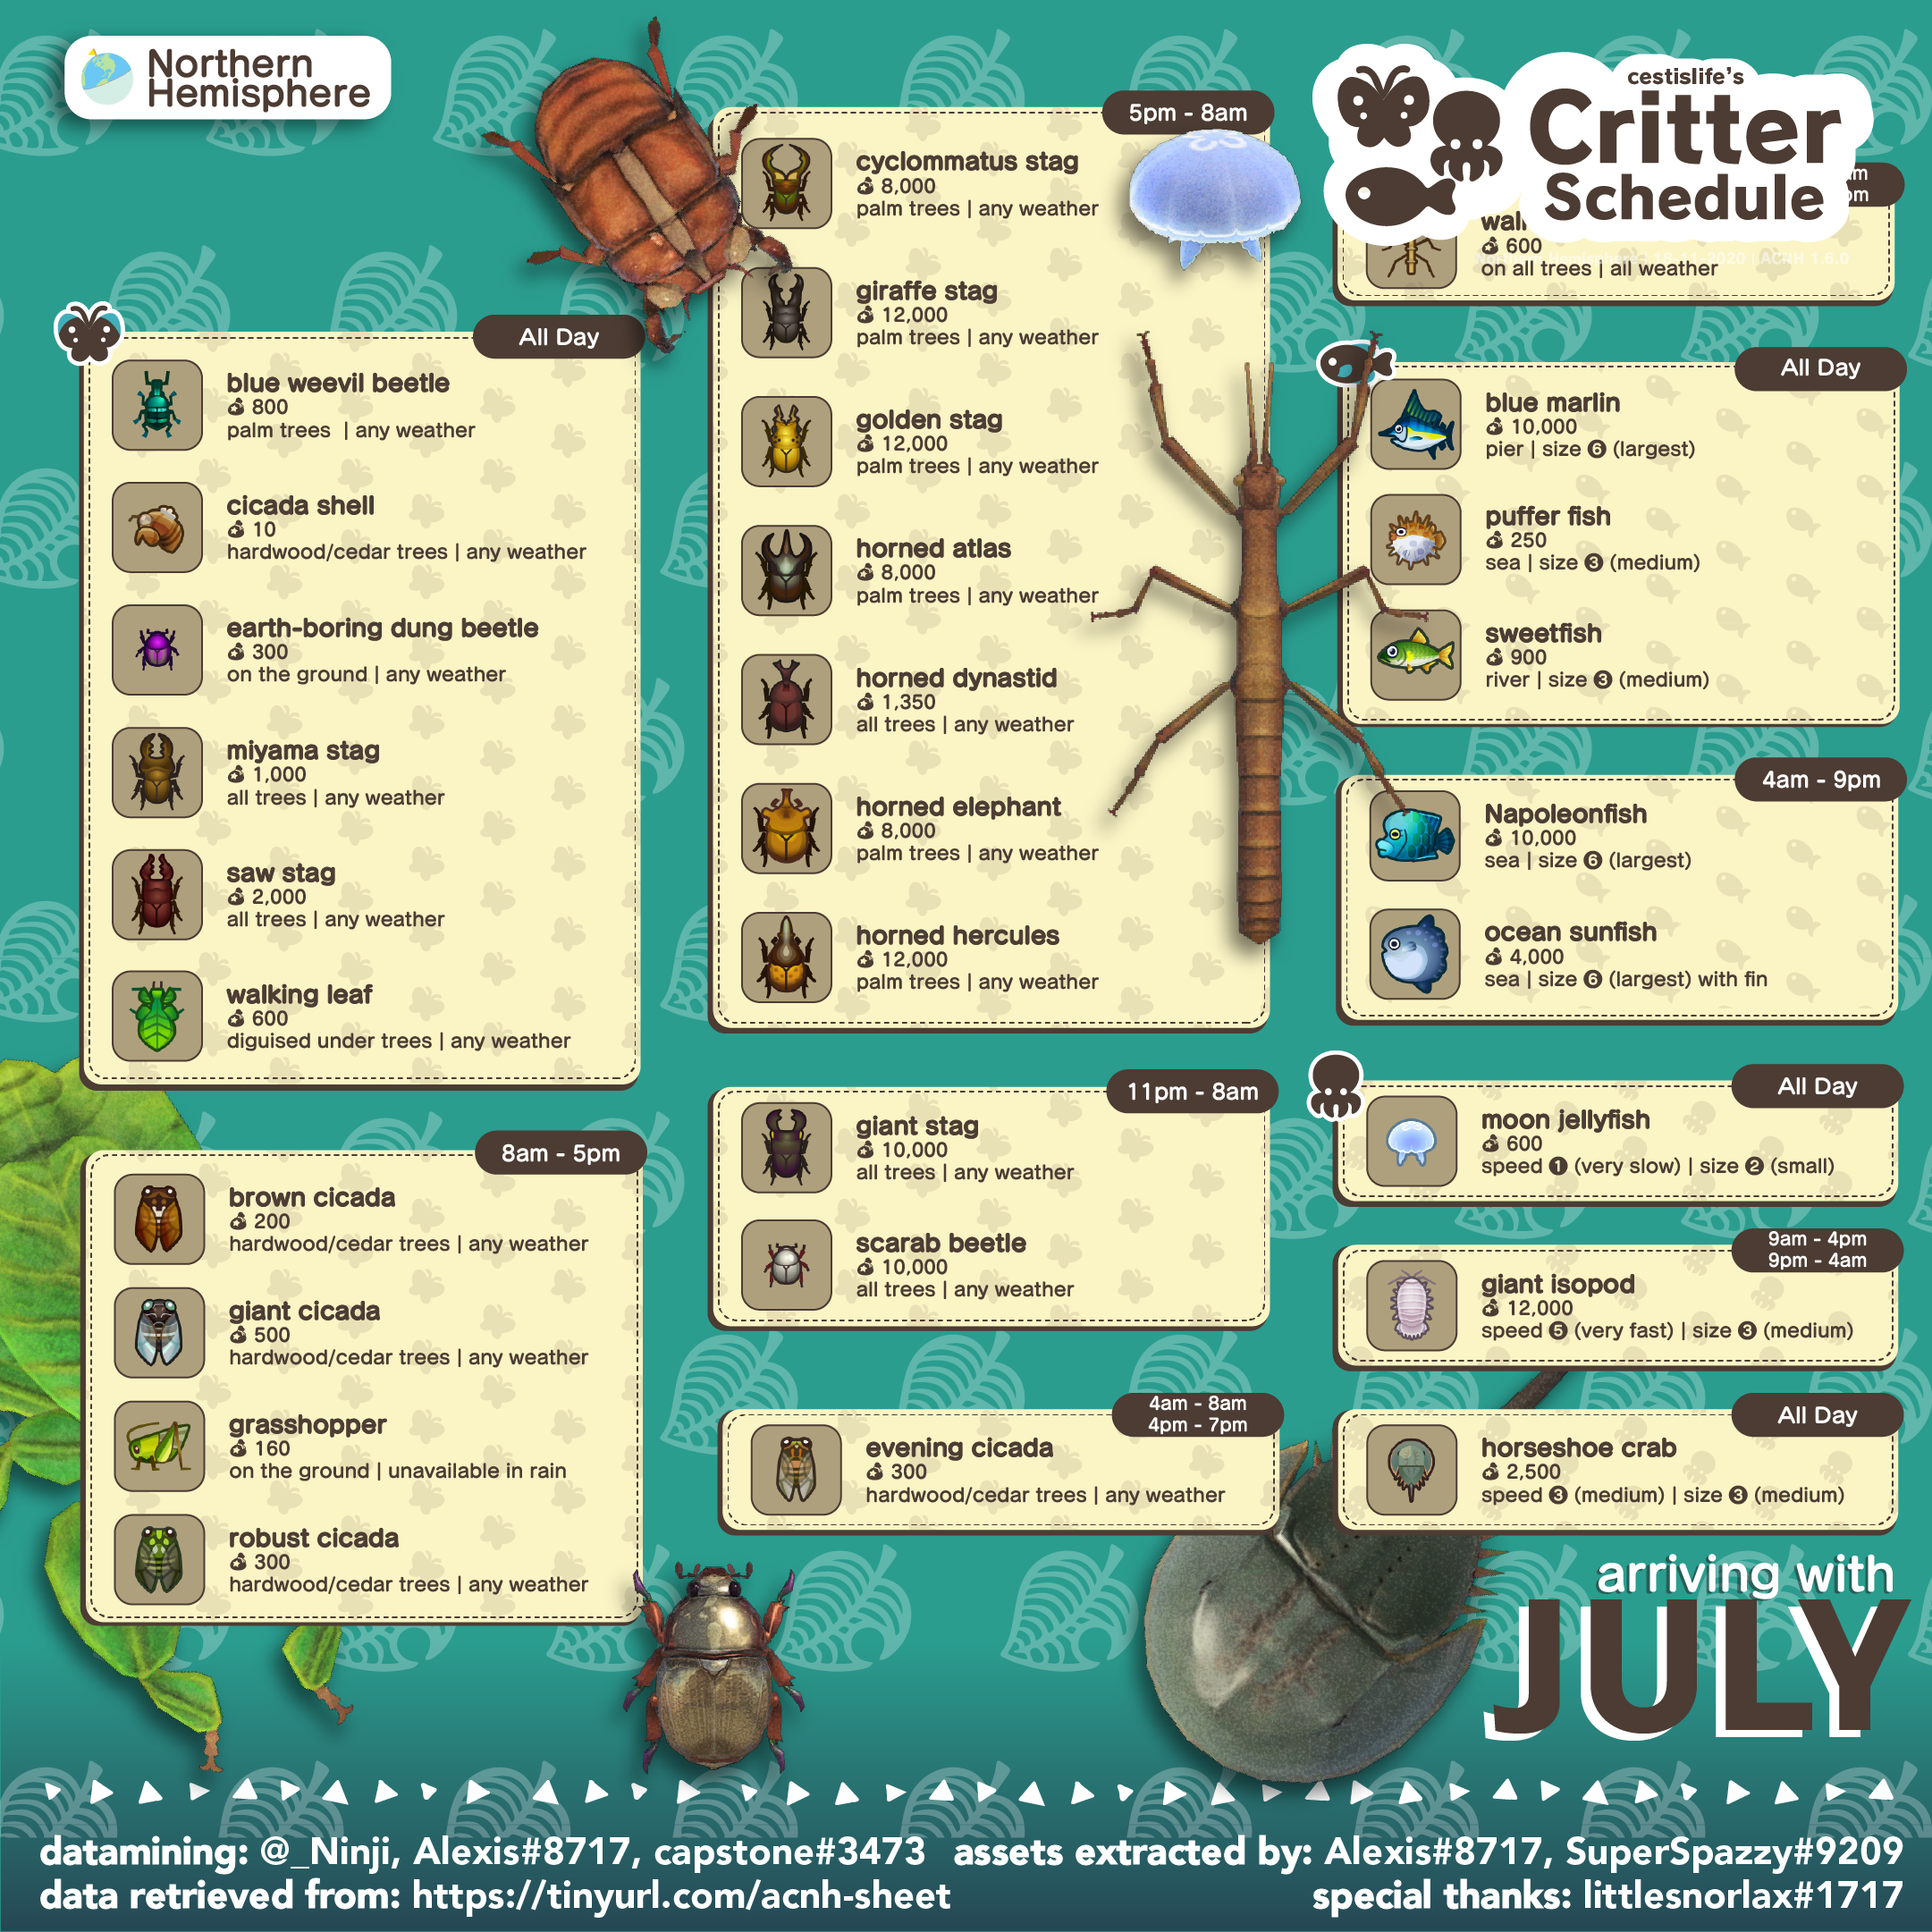 Northern
Hemisphere
cestislife's
Critter
Schedule
All Day
blue weevil beetle
800
palm trees | any weather
cicada shell
10
hardwood/cedar trees | any weather
earth-boring dung beetle
300
on the ground | any weather
miyama stag
1,000
all trees | any weather
saw stag
2,000
all trees | any weather
walking leaf
600
diguised under trees | any weather
8am - 5pm
brown cicada
200
hardwood/cedar trees | any weather
giant cicada
500
hardwood/cedar trees | any weather
grasshopper
160
on the ground | unavailable in rain
robust cicada
300
hardwood/cedar trees | any weather
5pm - 8am
cyclommatus stag
8,000
palm trees | any weather
giraffe stag
12,000
palm trees | any weather
golden stag
12,000
palm trees | any weather
horned atlas
8,000
palm trees | any weather
horned dynastid
1,350
all trees | any weather
horned elephant
8,000
palm trees | any weather
horned hercules
12,000
palm trees | any weather
11pm - 8am
giant stag
10,000
all trees | any weather
scarab beetle
10,000
all trees | any weather
4am - 8am
4pm - 7pm
evening cicada
300
hardwood/cedar trees | any weather
600
on all trees | all weather
2020 | ACNH 1.6.0
All Day
blue marlin
10,000
pier | size 6 (largest)
puffer fish
250
sea | size 3 (medium)
sweetfish
900
river | size 3 (medium)
4am - 9pm
Napoleonfish
10,000
sea | size 6 (largest)
ocean sunfish
4,000
sea | size 6 (largest) with fin
All Day
moon jellyfish
600
speed 1 (very slow) | size 2 (small)
9am - 4pm
9pm - 4am
giant isopod
12,000
speed 5 (very fast) | size 3 (medium)
All Day
horseshoe crab
2,500
speed 3 (medium) | size 3 (medium)
arriving with
JULY
datamining: @_Ninji, Alexis#8717, capstone#3473
data retrieved from: https://tinyurl.com/acnh-sheet
assets extracted by: Alexis#8717, SuperSpazzy#9209
special thanks: littlesnorlax#1717